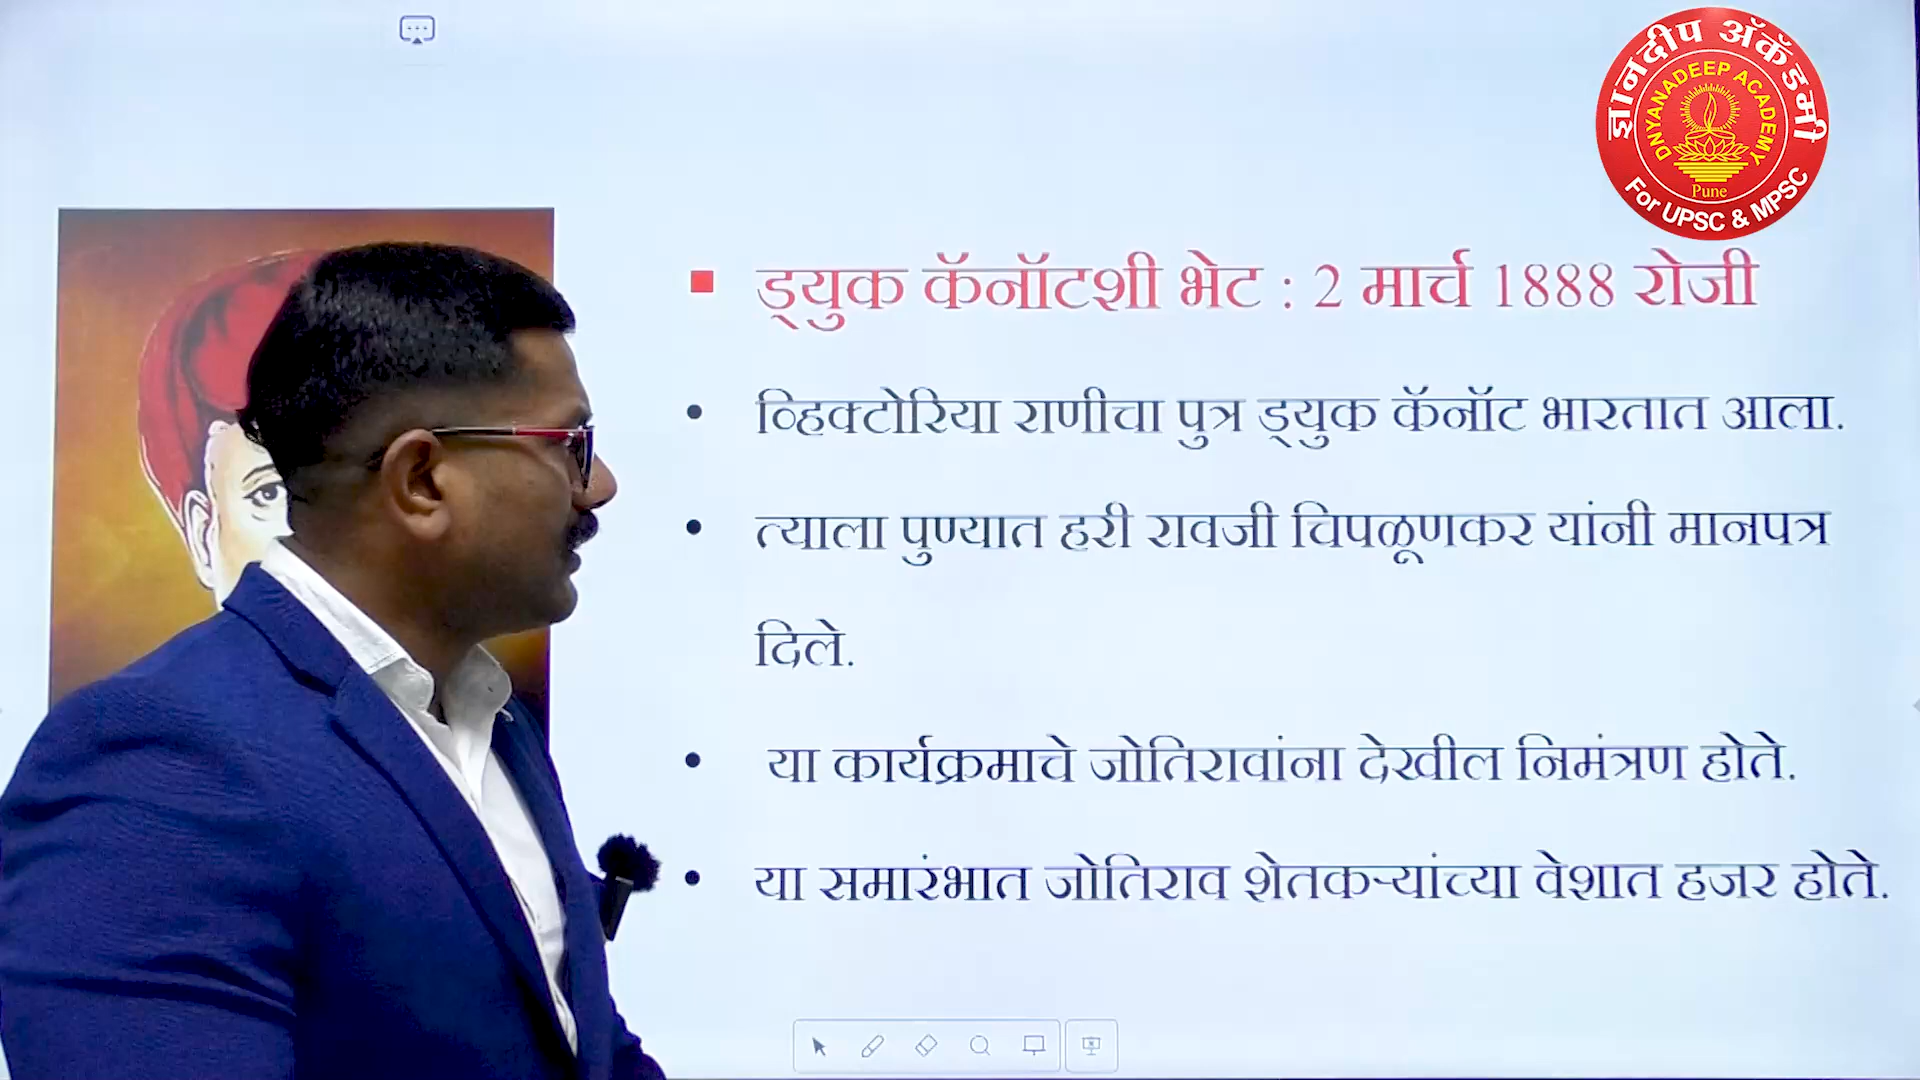 ज्ञानदीप ॲकॅडमी
DNYANADEEP ACADEMY
Pune
For UPSC & MPSC
ड्युक कॅनॉटशी भेट : 2 मार्च 1888 रोजी
• व्हिक्टोरिया राणीचा पुत्र ड्युक कॅनॉट भारतात आला.
• त्याला पुण्यात हरी रावजी चिपळूणकर यांनी मानपत्र
दिले.
• या कार्यक्रमाचे जोतिरावांना देखील निमंत्रण होते.
• या समारंभात जोतिराव शेतकऱ्यांच्या वेशात हजर होते.